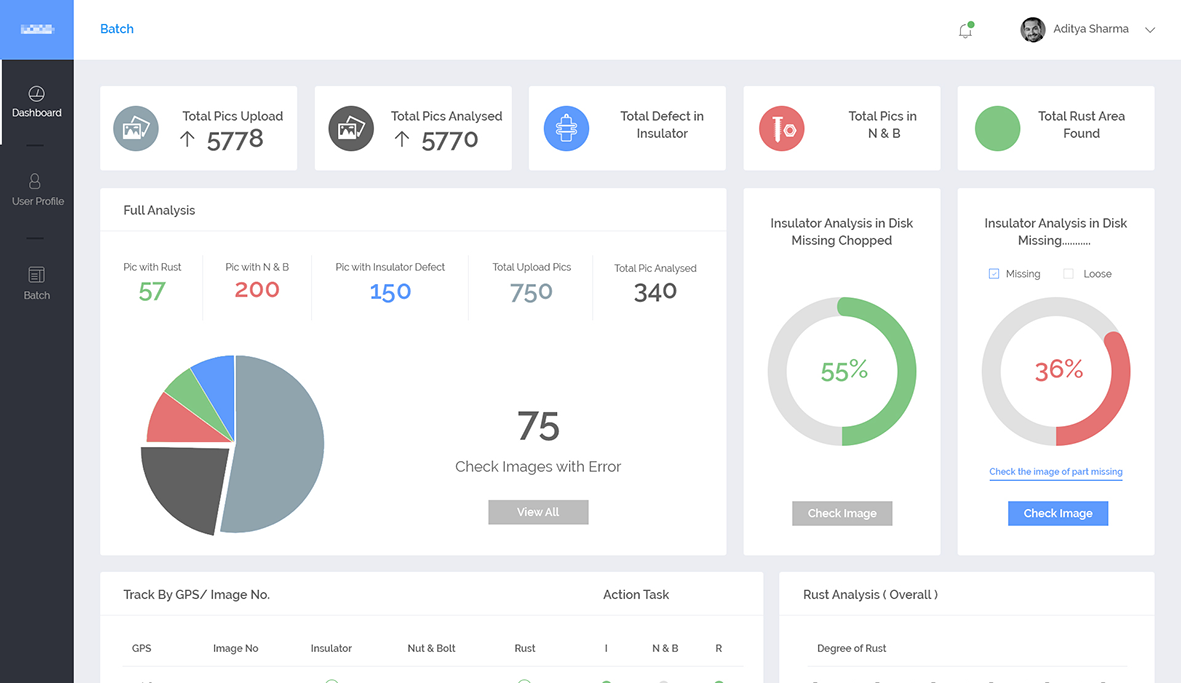 Batch
Aditya Sharma
Dashboard
User Profile
Batch
Total Pics Upload
5778
Total Pics Analysed
5770
Total Defect in
Insulator
Total Pics in
N & B
Total Rust Area
Found
Full Analysis
Pic with Rust
57
Pic with N & B
200
Pic with Insulator Defect
150
Total Upload Pics
750
Total Pic Analysed
340
75
Check Images with Error
View All
Insulator Analysis in Disk
Missing Chopped
55%
Check Image
Insulator Analysis in Disk
Missing...........
Missing
Loose
36%
Check the image of part missing
Check Image
Track By GPS/ Image No.
Action Task
GPS
Image No
Insulator
Nut & Bolt
Rust
I
N & B
R
Rust Analysis ( Overall )
Degree of Rust